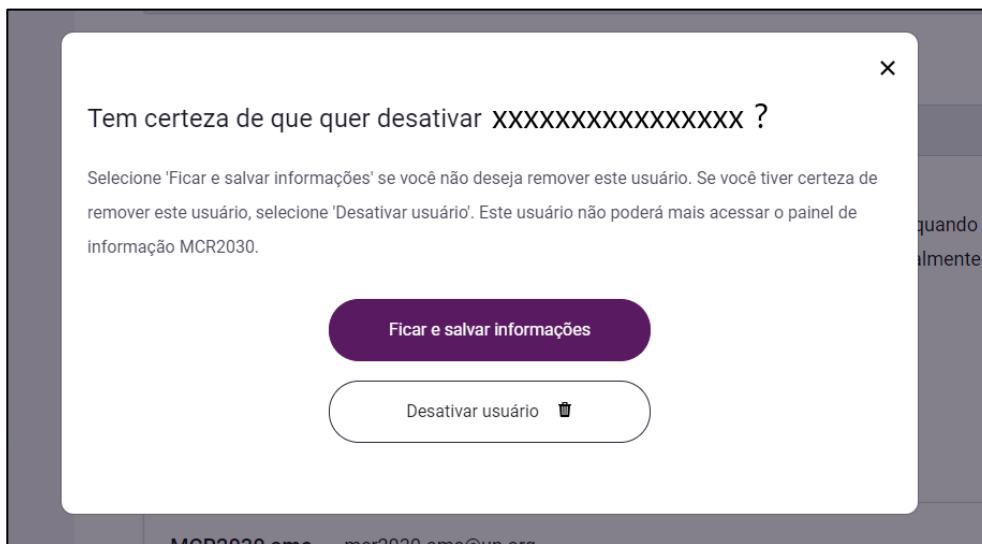 Tem certeza de que quer desativar xxxxxxxxxxxxxxxx ?
Selecione 'Ficar e salvar informações' se você não deseja remover este usuário. Se você tiver certeza de
remover este usuário, selecione 'Desativar usuário'. Este usuário não poderá mais acessar o painel de
informação MCR2030.
quando
almente
Ficar e salvar informações
Desativar usuário